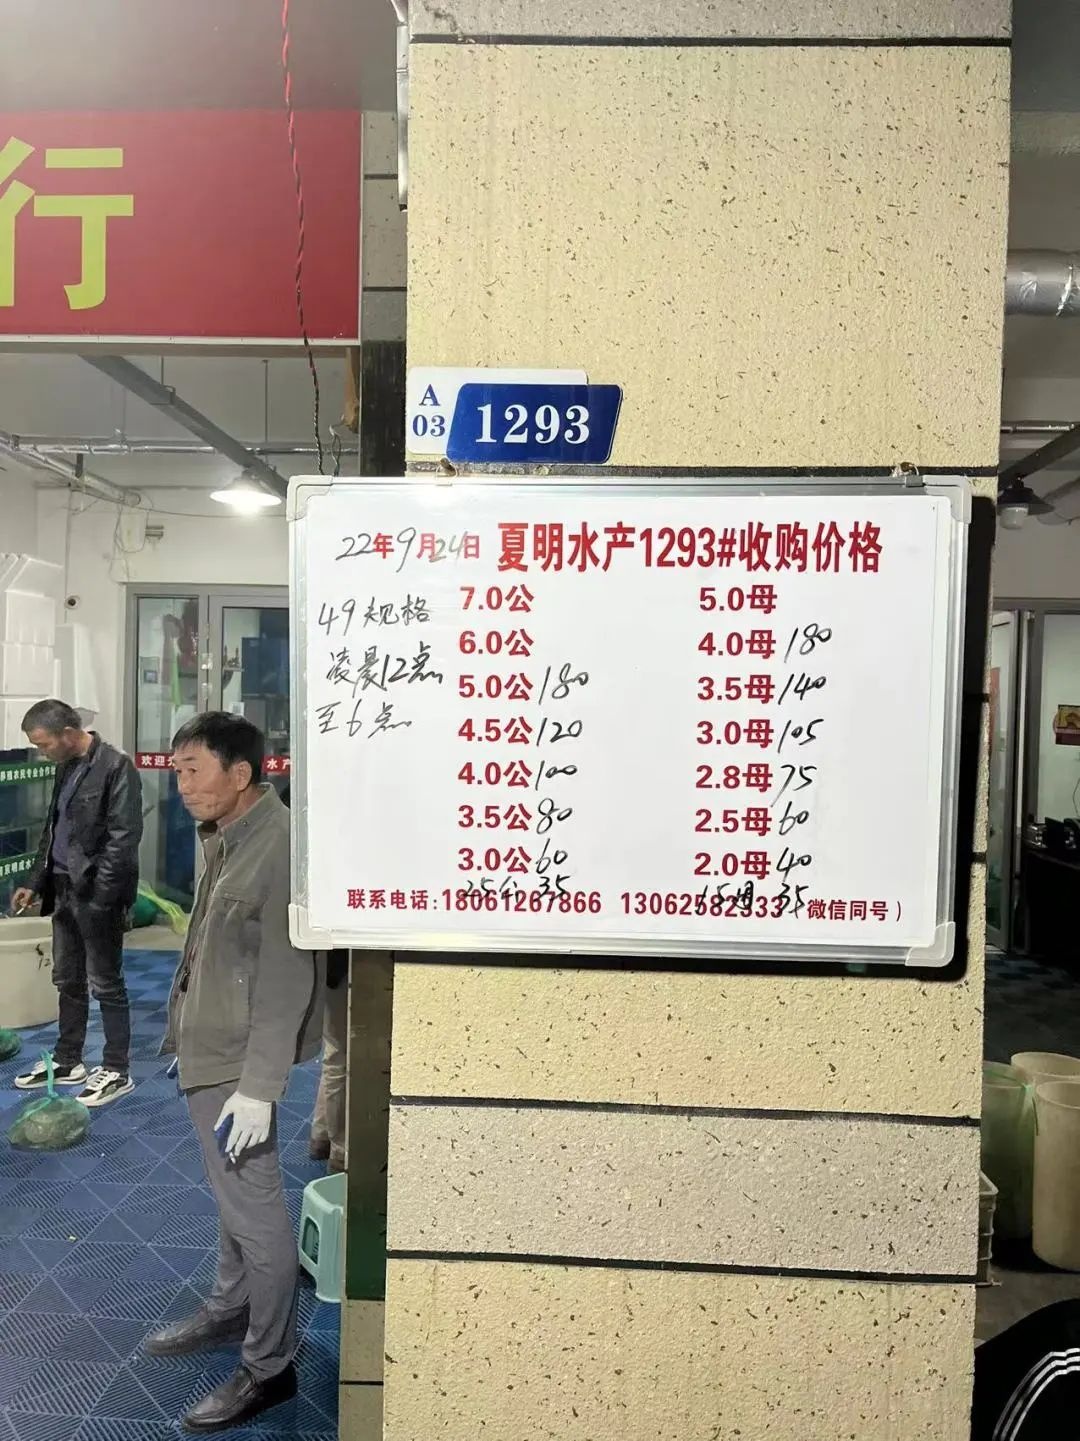 行
A
03
1293
22年9月24日 夏明水产1293#收购价格
49规格
凌晨12点
至6点
7.0公 5.0母
6.0公 4.0母180
5.0公180 3.5母140
4.5公120 3.0母105
4.0公100 2.8母75
3.5公80 2.5母60
3.0公60 2.0母40
25公 35 15母 35
联系电话:18061267866 13062582333(微信同号)
欢迎
水产